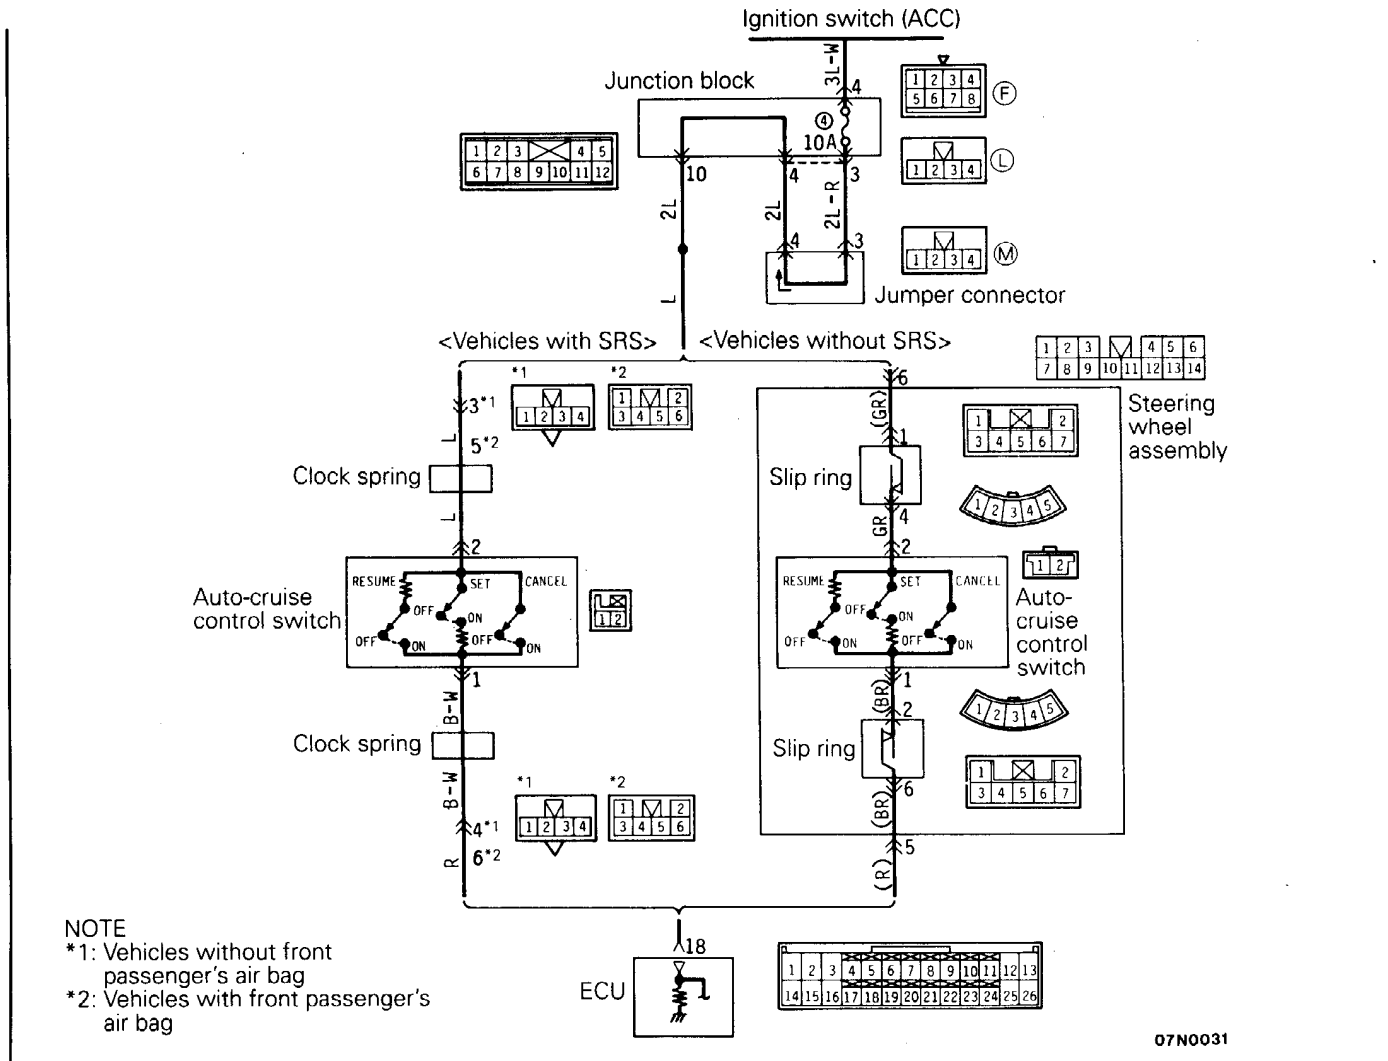 Ignition switch (ACC)
3L-W
4
Junction block
④
10A
1 2 3 4
5 6 7 8
Ⓕ
1 2 3 4 5
6 7 8 9 10 11 12
10
4
3
1 2 3 4
Ⓛ
2L
2L
2L-R
4
3
1 2 3 4
Ⓜ
Jumper connector
L
<Vehicles with SRS>
<Vehicles without SRS>
1 2 3 4 5 6
7 8 9 10 11 12 13 14
*1
1 2 3 4
*2
1 2
3 4 5 6
6
3*1
L
5*2
(GR)
1
1 2
3 4 5 6 7
Steering
wheel
assembly
Clock spring
Slip ring
L
4
GR
1 2 3 4 5
2
2
1 2
RESUME
SET
CANCEL
OFF
ON
OFF
ON
OFF
ON
Auto-cruise
control switch
1 2
RESUME
SET
CANCEL
OFF
ON
OFF
ON
OFF
ON
Auto-
cruise
control
switch
1
B-W
1
(BR)
2
1 2 3 4 5
Clock spring
Slip ring
1 2
3 4 5 6 7
B-W
*1
1 2 3 4
*2
1 2
3 4 5 6
6
(BR)
4*1
R
6*2
5
(R)
NOTE
*1: Vehicles without front
passenger's air bag
*2: Vehicles with front passenger's
air bag
18
ECU
1 2 3 4 5 6 7 8 9 10 11 12 13
14 15 16 17 18 19 20 21 22 23 24 25 26
07N0031